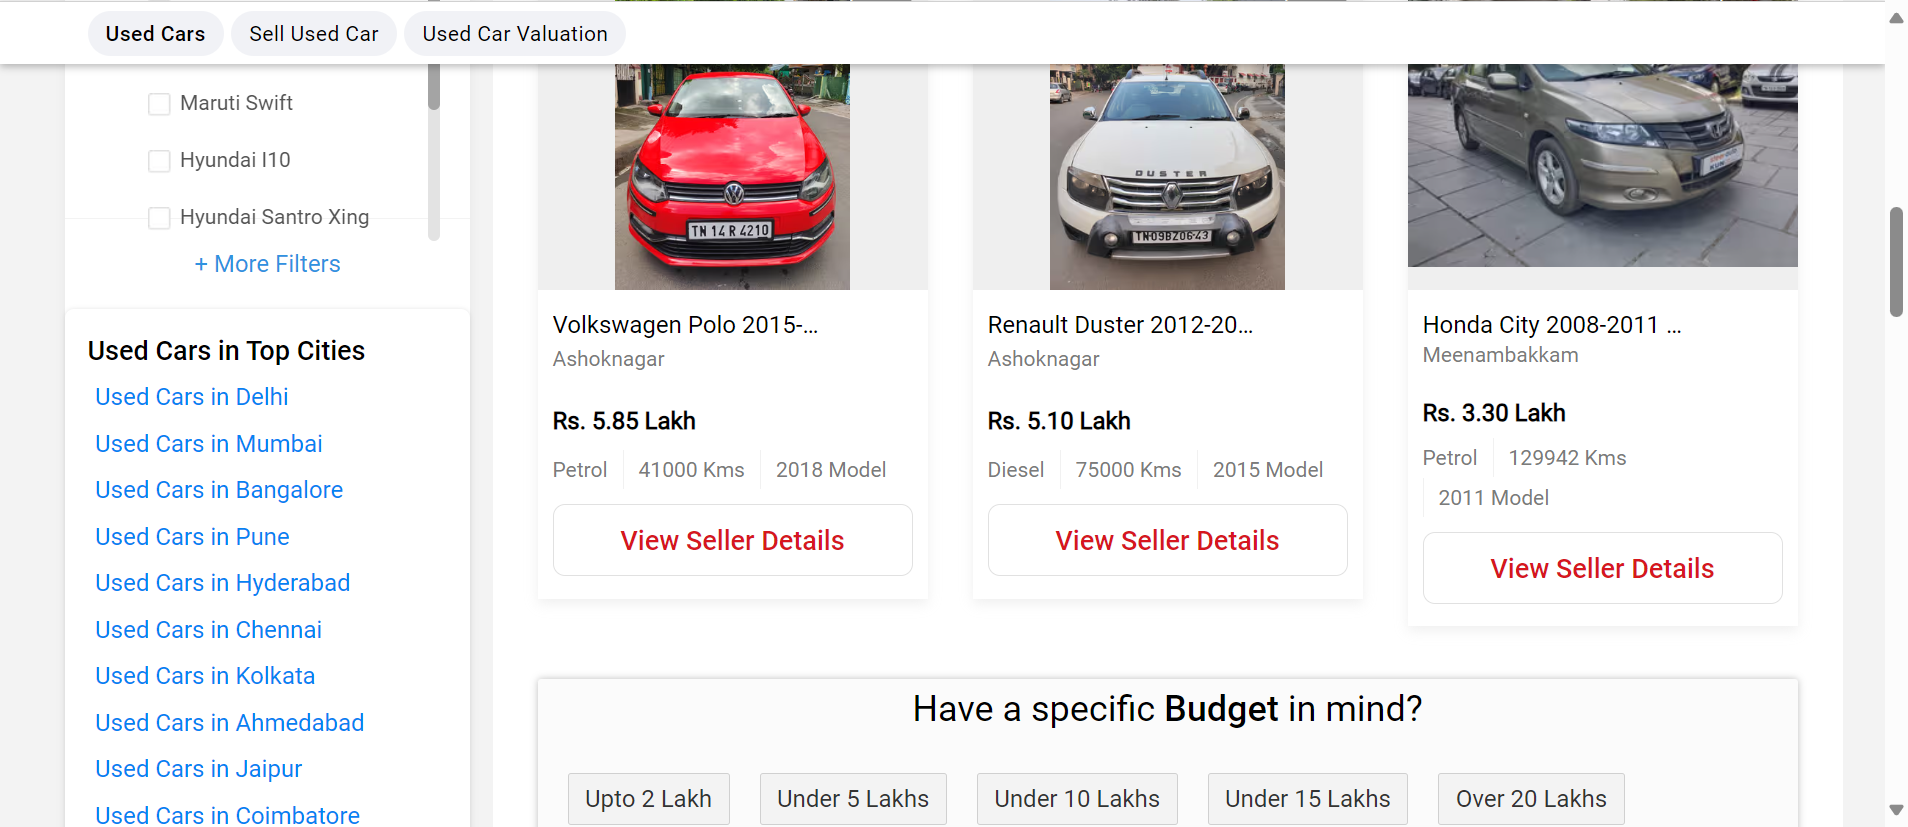 Used Cars
Sell Used Car
Used Car Valuation
Maruti Swift
Hyundai I10
Hyundai Santro Xing
+ More Filters
Used Cars in Top Cities
Used Cars in Delhi
Used Cars in Mumbai
Used Cars in Bangalore
Used Cars in Pune
Used Cars in Hyderabad
Used Cars in Chennai
Used Cars in Kolkata
Used Cars in Ahmedabad
Used Cars in Jaipur
Used Cars in Coimbatore
TN 14 R 4210
Volkswagen Polo 2015-...
Ashoknagar
Rs. 5.85 Lakh
Petrol
41000 Kms
2018 Model
View Seller Details
DUSTER
TN09BZ0643
Renault Duster 2012-20...
Ashoknagar
Rs. 5.10 Lakh
Diesel
75000 Kms
2015 Model
View Seller Details
KUN
Honda City 2008-2011 ...
Meenambakkam
Rs. 3.30 Lakh
Petrol
129942 Kms
2011 Model
View Seller Details
Have a specific Budget in mind?
Upto 2 Lakh
Under 5 Lakhs
Under 10 Lakhs
Under 15 Lakhs
Over 20 Lakhs